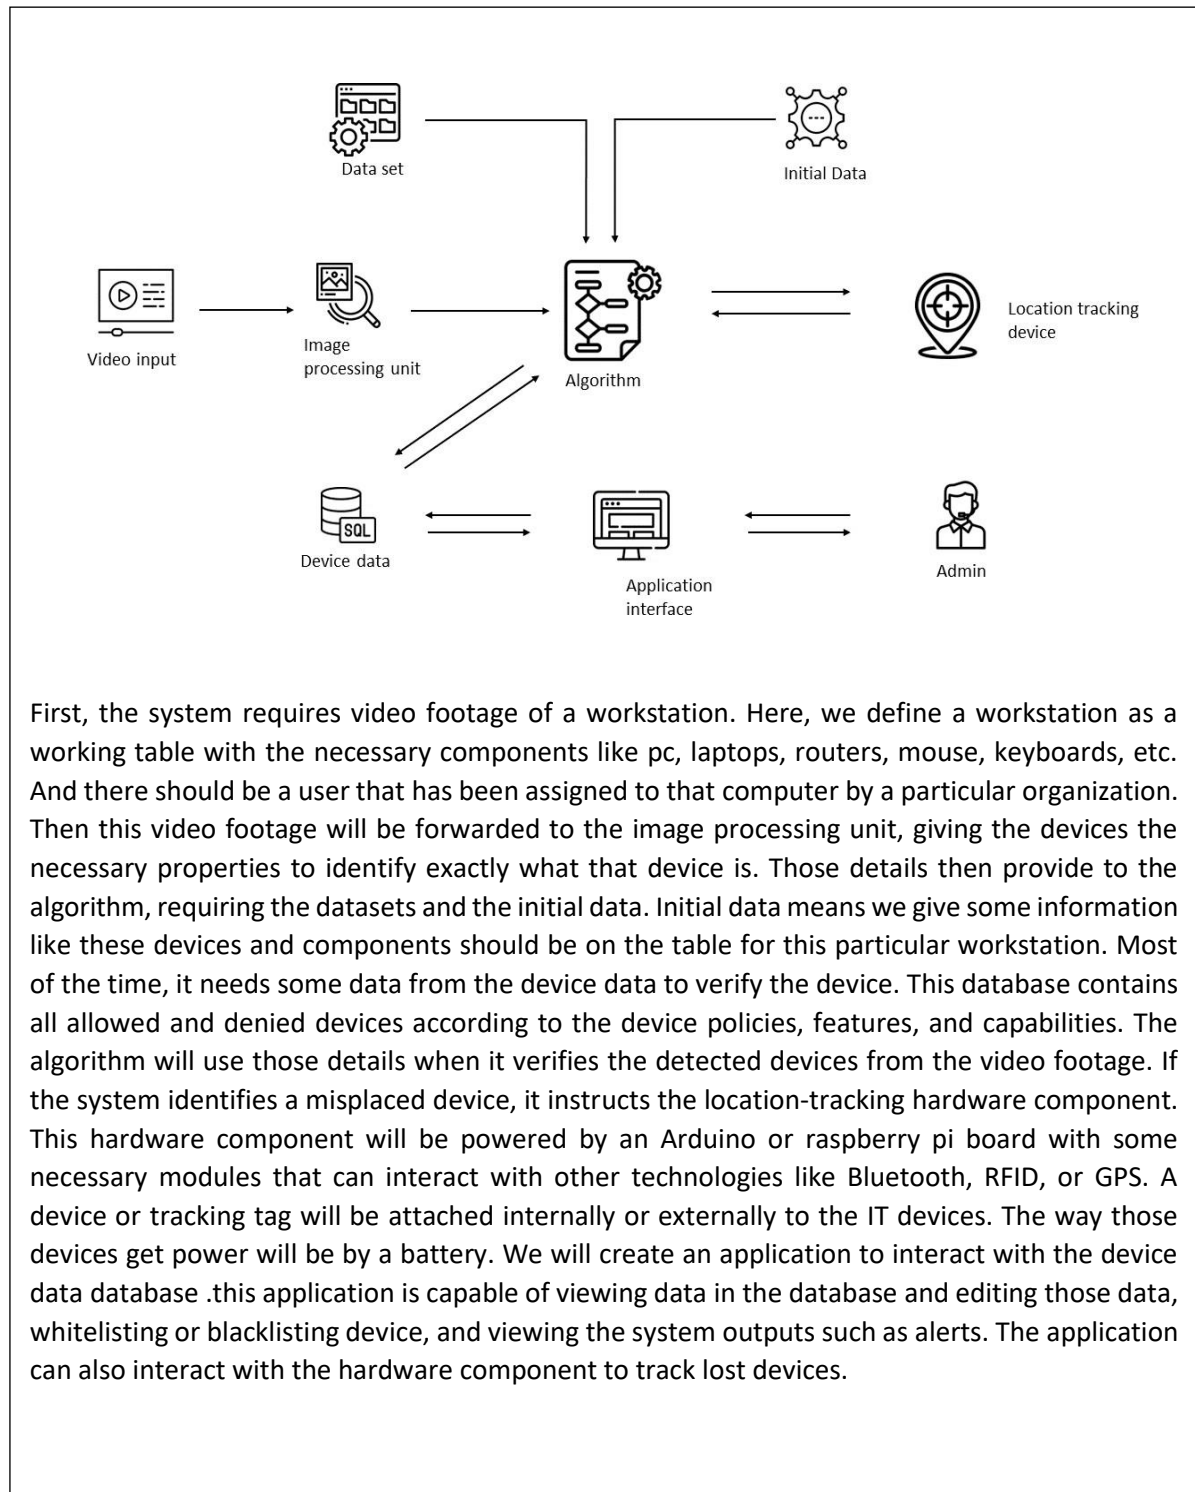 Data set
Initial Data
Video input
Image
processing unit
Algorithm
Location tracking
device
SQL
Device data
Application
interface
Admin
First, the system requires video footage of a workstation. Here, we define a workstation as a
working table with the necessary components like pc, laptops, routers, mouse, keyboards, etc.
And there should be a user that has been assigned to that computer by a particular organization.
Then this video footage will be forwarded to the image processing unit, giving the devices the
necessary properties to identify exactly what that device is. Those details then provide to the
algorithm, requiring the datasets and the initial data. Initial data means we give some information
like these devices and components should be on the table for this particular workstation. Most
of the time, it needs some data from the device data to verify the device. This database contains
all allowed and denied devices according to the device policies, features, and capabilities. The
algorithm will use those details when it verifies the detected devices from the video footage. If
the system identifies a misplaced device, it instructs the location-tracking hardware component.
This hardware component will be powered by an Arduino or raspberry pi board with some
necessary modules that can interact with other technologies like Bluetooth, RFID, or GPS. A
device or tracking tag will be attached internally or externally to the IT devices. The way those
devices get power will be by a battery. We will create an application to interact with the device
data database .this application is capable of viewing data in the database and editing those data,
whitelisting or blacklisting device, and viewing the system outputs such as alerts. The application
can also interact with the hardware component to track lost devices.